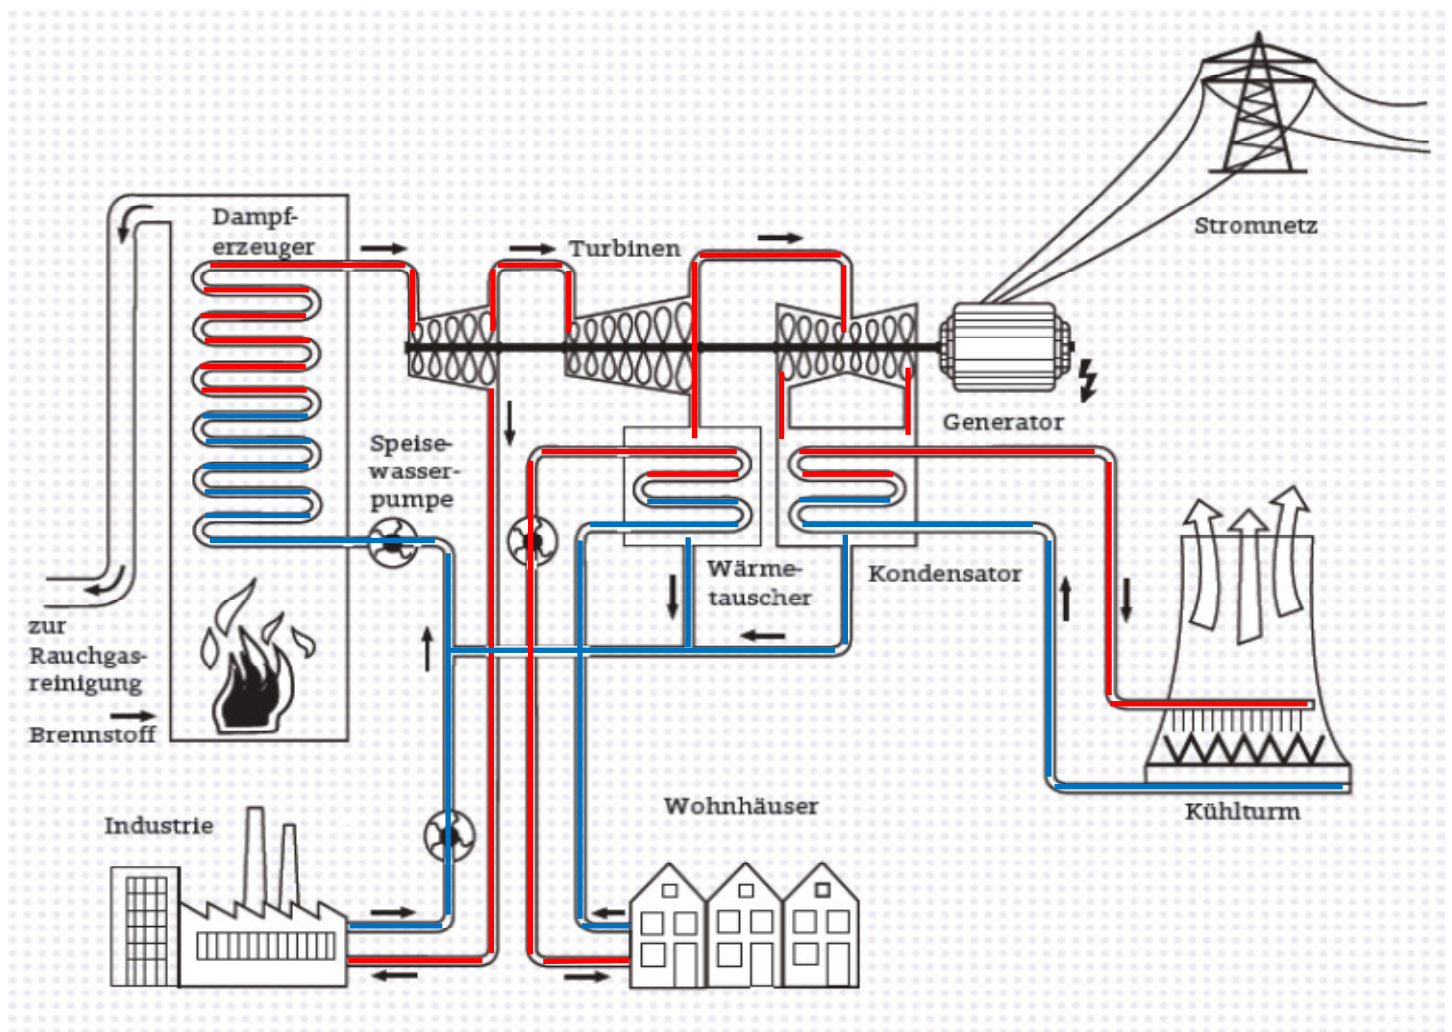 Stromnetz
Dampf-
erzeuger
Turbinen
Generator
Speise-
wasser-
pumpe
Wärme-
tauscher
Kondensator
zur
Rauchgas-
reinigung
Brennstoff
Industrie
Wohnhäuser
Kühlturm